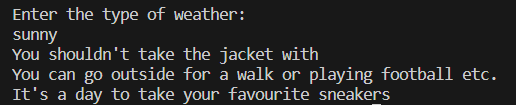 Enter the type of weather:
sunny
You shouldn't take the jacket with
You can go outside for a walk or playing football etc.
It's a day to take your favourite sneakers